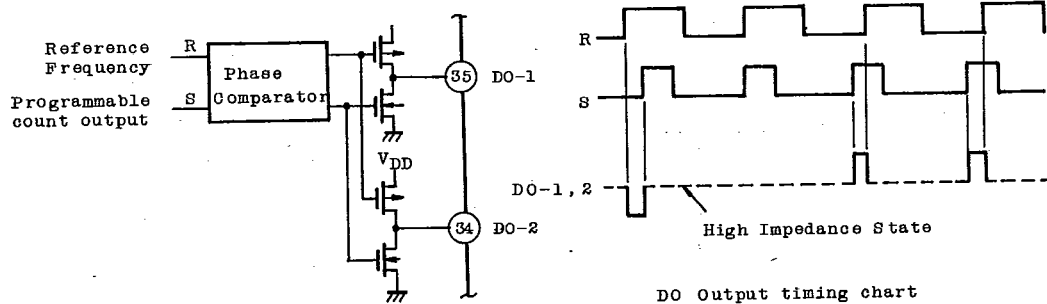 Reference
Frequency
R
Programmable
count output
S
Phase
Comparator
35
DO-1
VDD
34
DO-2
R
S
DO-1,2
High Impedance State
DO Output timing chart